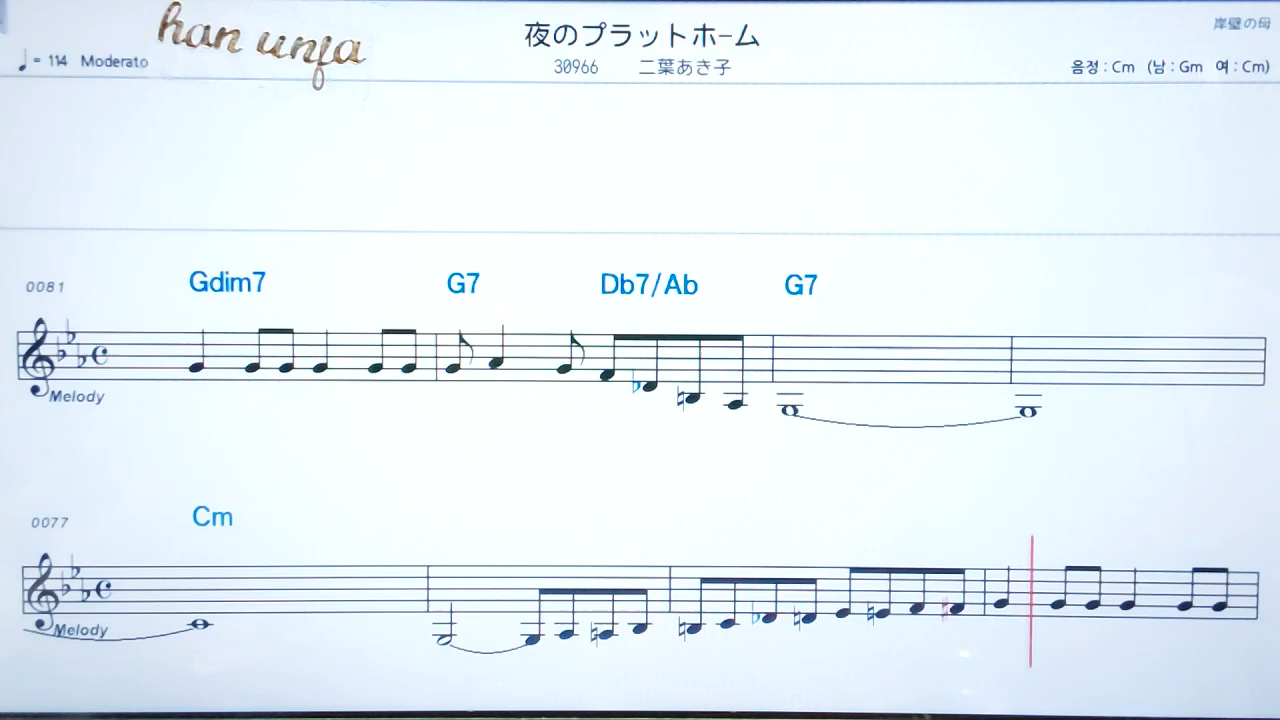 han unja
夜のプラットホーム
岸壁の母
♩= 114 Moderato
30966 二葉あき子
음정 : Cm (남 : Gm 여 : Cm)
0081
Gdim7 G7 Db7/Ab G7
Melody
0077
Cm
Melody